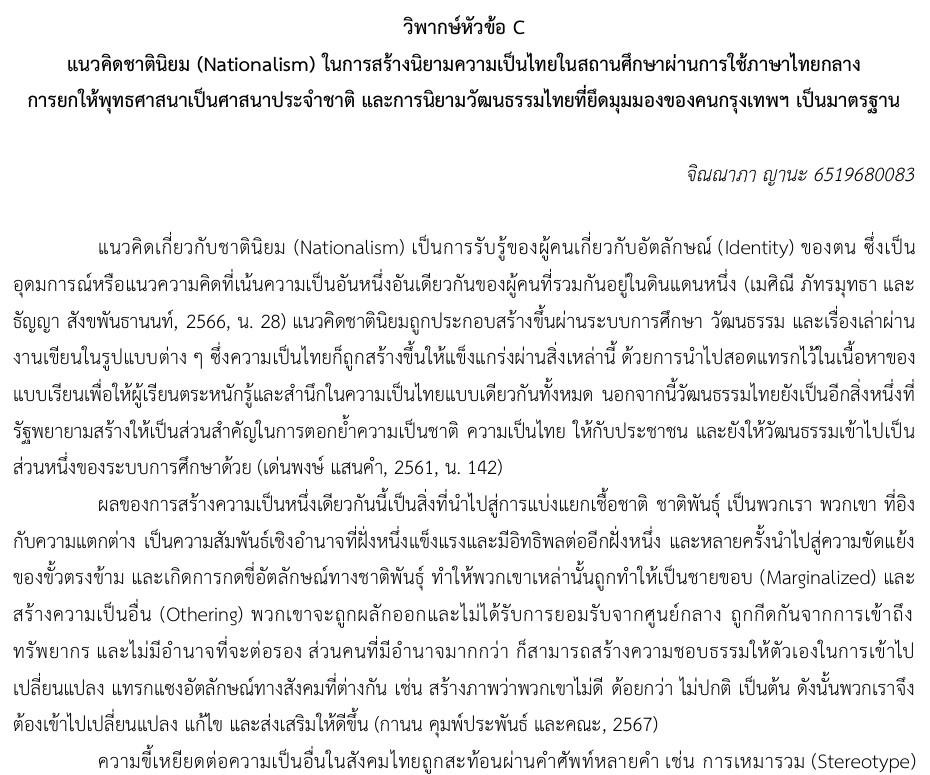 วิพากษ์หัวข้อ C
แนวคิดชาตินิยม (Nationalism) ในการสร้างนิยามความเป็นไทยในสถานศึกษาผ่านการใช้ภาษาไทยกลาง
การยกให้พุทธศาสนาเป็นศาสนาประจำชาติ และการนิยามวัฒนธรรมไทยที่ยึดมุมมองของคนกรุงเทพฯ เป็นมาตรฐาน
จิณณาภา ญานะ 6519680083
แนวคิดเกี่ยวกับชาตินิยม (Nationalism) เป็นการรับรู้ของผู้คนเกี่ยวกับอัตลักษณ์ (Identity) ของตน ซึ่งเป็น
อุดมการณ์หรือแนวความคิดที่เน้นความเป็นอันหนึ่งอันเดียวกันของผู้คนที่รวมกันอยู่ในดินแดนหนึ่ง (เมศิณี ภัทรมุทธา และ
ธัญญา สังขพันธานนท์, 2566, น. 28) แนวคิดชาตินิยมถูกประกอบสร้างขึ้นผ่านระบบการศึกษา วัฒนธรรม และเรื่องเล่าผ่าน
งานเขียนในรูปแบบต่าง ๆ ซึ่งความเป็นไทยก็ถูกสร้างขึ้นให้แข็งแกร่งผ่านสิ่งเหล่านี้ ด้วยการนำไปสอดแทรกไว้ในเนื้อหาของ
แบบเรียนเพื่อให้ผู้เรียนตระหนักรู้และสำนึกในความเป็นไทยแบบเดียวกันทั้งหมด นอกจากนี้วัฒนธรรมไทยยังเป็นอีกสิ่งหนึ่งที่
รัฐพยายามสร้างให้เป็นส่วนสำคัญในการตอกย้ำความเป็นชาติ ความเป็นไทย ให้กับประชาชน และยังให้วัฒนธรรมเข้าไปเป็น
ส่วนหนึ่งของระบบการศึกษาด้วย (เด่นพงษ์ แสนคำ, 2561, น. 142)
ผลของการสร้างความเป็นหนึ่งเดียวกันนี้เป็นสิ่งที่นำไปสู่การแบ่งแยกเชื้อชาติ ชาติพันธุ์ เป็นพวกเรา พวกเขา ที่อิง
กับความแตกต่าง เป็นความสัมพันธ์เชิงอำนาจที่ฝั่งหนึ่งแข็งแรงและมีอิทธิพลต่ออีกฝั่งหนึ่ง และหลายครั้งนำไปสู่ความขัดแย้ง
ของขั้วตรงข้าม และเกิดการกดขี่อัตลักษณ์ทางชาติพันธุ์ ทำให้พวกเขาเหล่านั้นถูกทำให้เป็นชายขอบ (Marginalized) และ
สร้างความเป็นอื่น (Othering) พวกเขาจะถูกผลักออกและไม่ได้รับการยอมรับจากศูนย์กลาง ถูกกีดกันจากการเข้าถึง
ทรัพยากร และไม่มีอำนาจที่จะต่อรอง ส่วนคนที่มีอำนาจมากกว่า ก็สามารถสร้างความชอบธรรมให้ตัวเองในการเข้าไป
เปลี่ยนแปลง แทรกแซงอัตลักษณ์ทางสังคมที่ต่างกัน เช่น สร้างภาพว่าพวกเขาไม่ดี ด้อยกว่า ไม่ปกติ เป็นต้น ดังนั้นพวกเราจึง
ต้องเข้าไปเปลี่ยนแปลง แก้ไข และส่งเสริมให้ดีขึ้น (กานน คุมพ์ประพันธ์ และคณะ, 2567)
ความขี้เหยียดต่อความเป็นอื่นในสังคมไทยถูกสะท้อนผ่านคำศัพท์หลายคำ เช่น การเหมารวม (Stereotype)